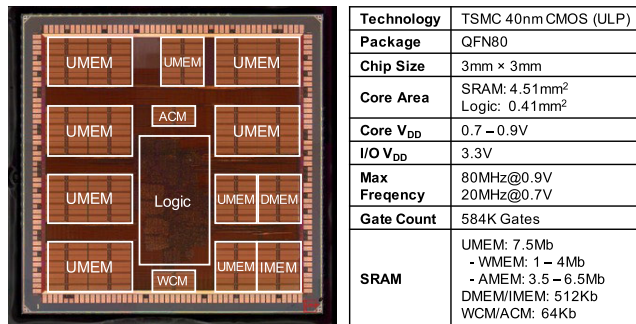 UMEM UMEM UMEM
ACM
UMEM UMEM
UMEM Logic UMEM DMEM
UMEM WCM UMEM IMEM
Technology TSMC 40nm CMOS (ULP)
Package QFN80
Chip Size 3mm × 3mm
Core Area SRAM: 4.51mm²
Logic: 0.41mm²
Core VDD 0.7 – 0.9V
I/O VDD 3.3V
Max 80MHz@0.9V
Freqency 20MHz@0.7V
Gate Count 584K Gates
UMEM: 7.5Mb
- WMEM: 1 – 4Mb
SRAM - AMEM: 3.5 – 6.5Mb
DMEM/IMEM: 512Kb
WCM/ACM: 64Kb